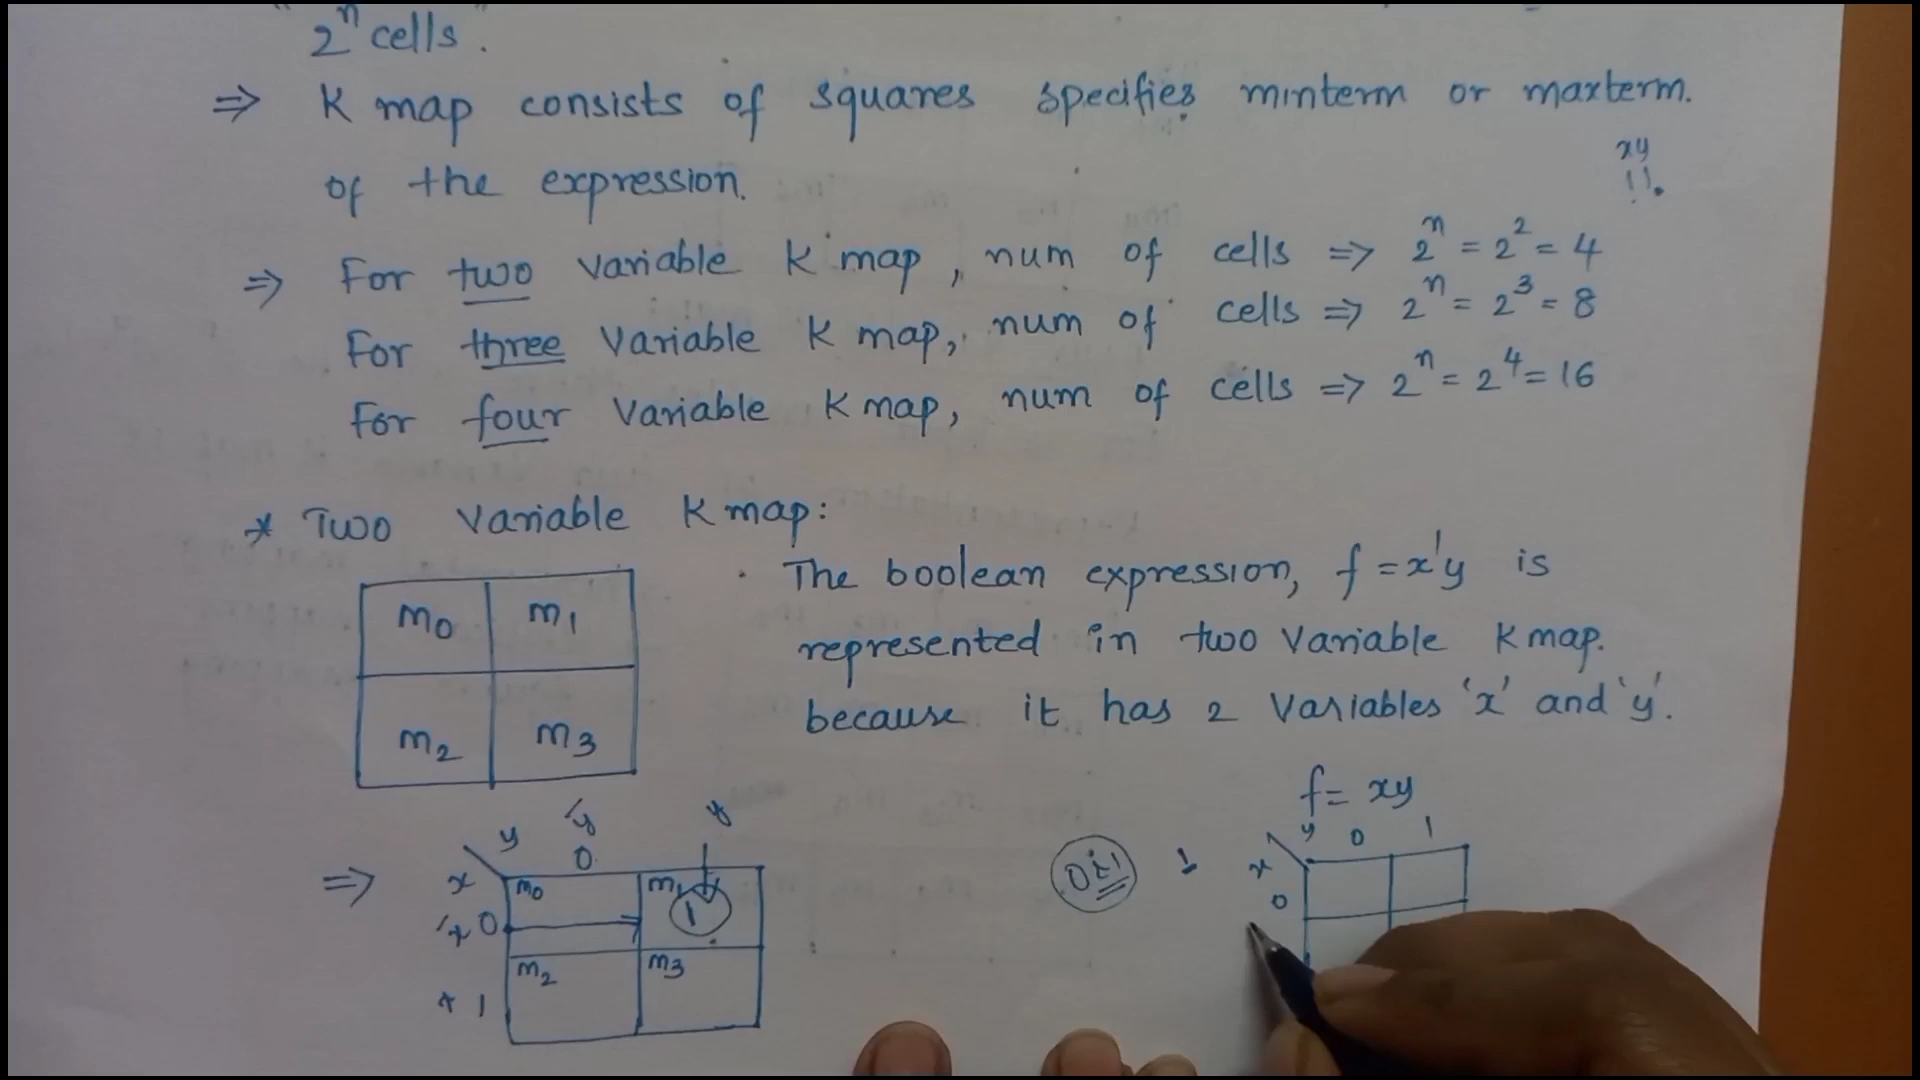 2ⁿ cells".
⇒ K map consists of squares specifies minterm or maxterm.
of the expression.
xy
11.
⇒ For two variable K map, num of cells ⇒ 2ⁿ = 2² = 4
For three variable K map, num of cells ⇒ 2ⁿ = 2³ = 8
For four variable K map, num of cells ⇒ 2ⁿ = 2⁴ = 16
* Two variable K map:
m0 m1
m2 m3
The boolean expression, f = x'y is
represented in two variable K map.
because it has 2 variables 'x' and 'y'.
f = xy
⇒ y y' 0 y
x
x' 0 m0 m1 1
1 m2 m3
1
y 0 1
x
0